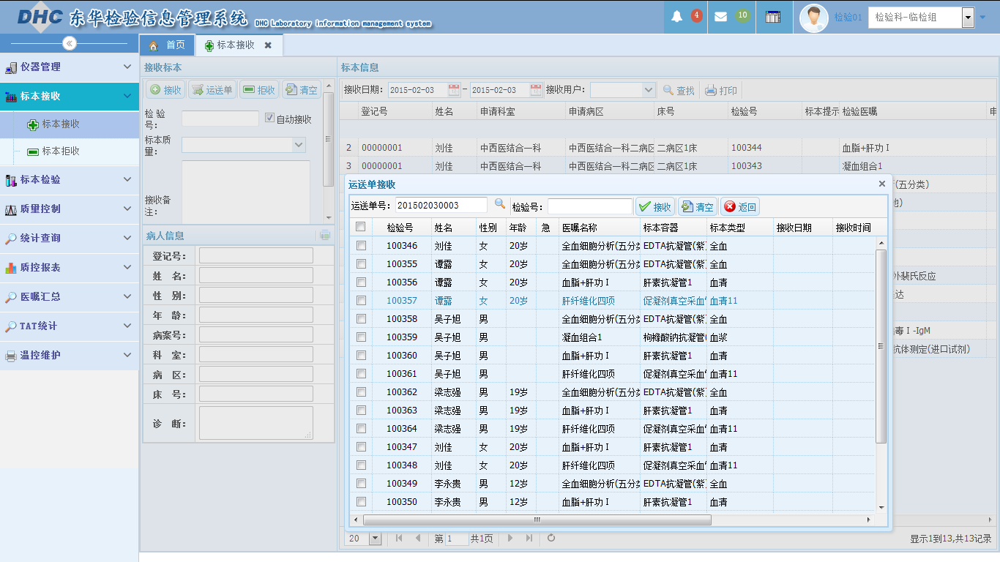 DHC 东华检验信息管理系统 DHC Laboratory information management system
4 10 检验01 检验科-临检组
首页 标本接收
仪器管理
标本接收
标本接收
标本拒收
标本检验
质量控制
统计查询
质控报表
医嘱汇总
TAT统计
温控维护
接收标本
接收 运送单 拒收 清空
检 验号: 自动接收
标本质量:
接收备注:
病人信息
登记号:
姓 名:
性 别:
年 龄:
病案号:
科 室:
病 区:
床 号:
诊 断:
标本信息
接收日期: 2015-02-03 - 2015-02-03 接收用户: 查找 打印
登记号 姓名 申请科室 申请病区 床号 检验号 标本提示 检验医嘱 申
2 00000001 刘佳 中西医结合一科 中西医结合一科二病区 二病区1床 100344 血脂+肝功Ⅰ
3 00000001 刘佳 中西医结合一科 中西医结合一科二病区 二病区1床 100343 凝血组合1
(五分类)
外裴氏反应
达
毒Ⅰ-IgM
抗体测定(进口试剂)
运送单接收
运送单号: 201502030003 检验号: 接收 清空 返回
检验号 姓名 性别 年龄 急 医嘱名称 标本容器 标本类型 接收日期 接收时间
100346 刘佳 女 20岁 全血细胞分析(五分类 EDTA抗凝管(紫 全血
100355 谭露 女 20岁 全血细胞分析(五分类 EDTA抗凝管(紫 全血
100356 谭露 女 20岁 血脂+肝功Ⅰ 肝素抗凝管1 血清
100357 谭露 女 20岁 肝纤维化四项 促凝剂真空采血 血清11
100358 吴子旭 男 全血细胞分析(五分类 EDTA抗凝管(紫 全血
100359 吴子旭 男 凝血组合1 枸橼酸钠抗凝管( 血浆
100360 吴子旭 男 血脂+肝功Ⅰ 肝素抗凝管1 血清
100361 吴子旭 男 肝纤维化四项 促凝剂真空采血 血清11
100362 梁志强 男 19岁 全血细胞分析(五分类 EDTA抗凝管(紫 全血
100363 梁志强 男 19岁 血脂+肝功Ⅰ 肝素抗凝管1 血清
100364 梁志强 男 19岁 肝纤维化四项 促凝剂真空采血 血清11
100347 刘佳 女 20岁 血脂+肝功Ⅰ 肝素抗凝管1 血清
100348 刘佳 女 20岁 肝纤维化四项 促凝剂真空采血 血清11
100349 李永贵 男 12岁 全血细胞分析(五分类 EDTA抗凝管(紫 全血
100350 李永贵 男 12岁 血脂+肝功Ⅰ 肝素抗凝管1 血清
20 第 1 共1页 显示1到13,共13记录